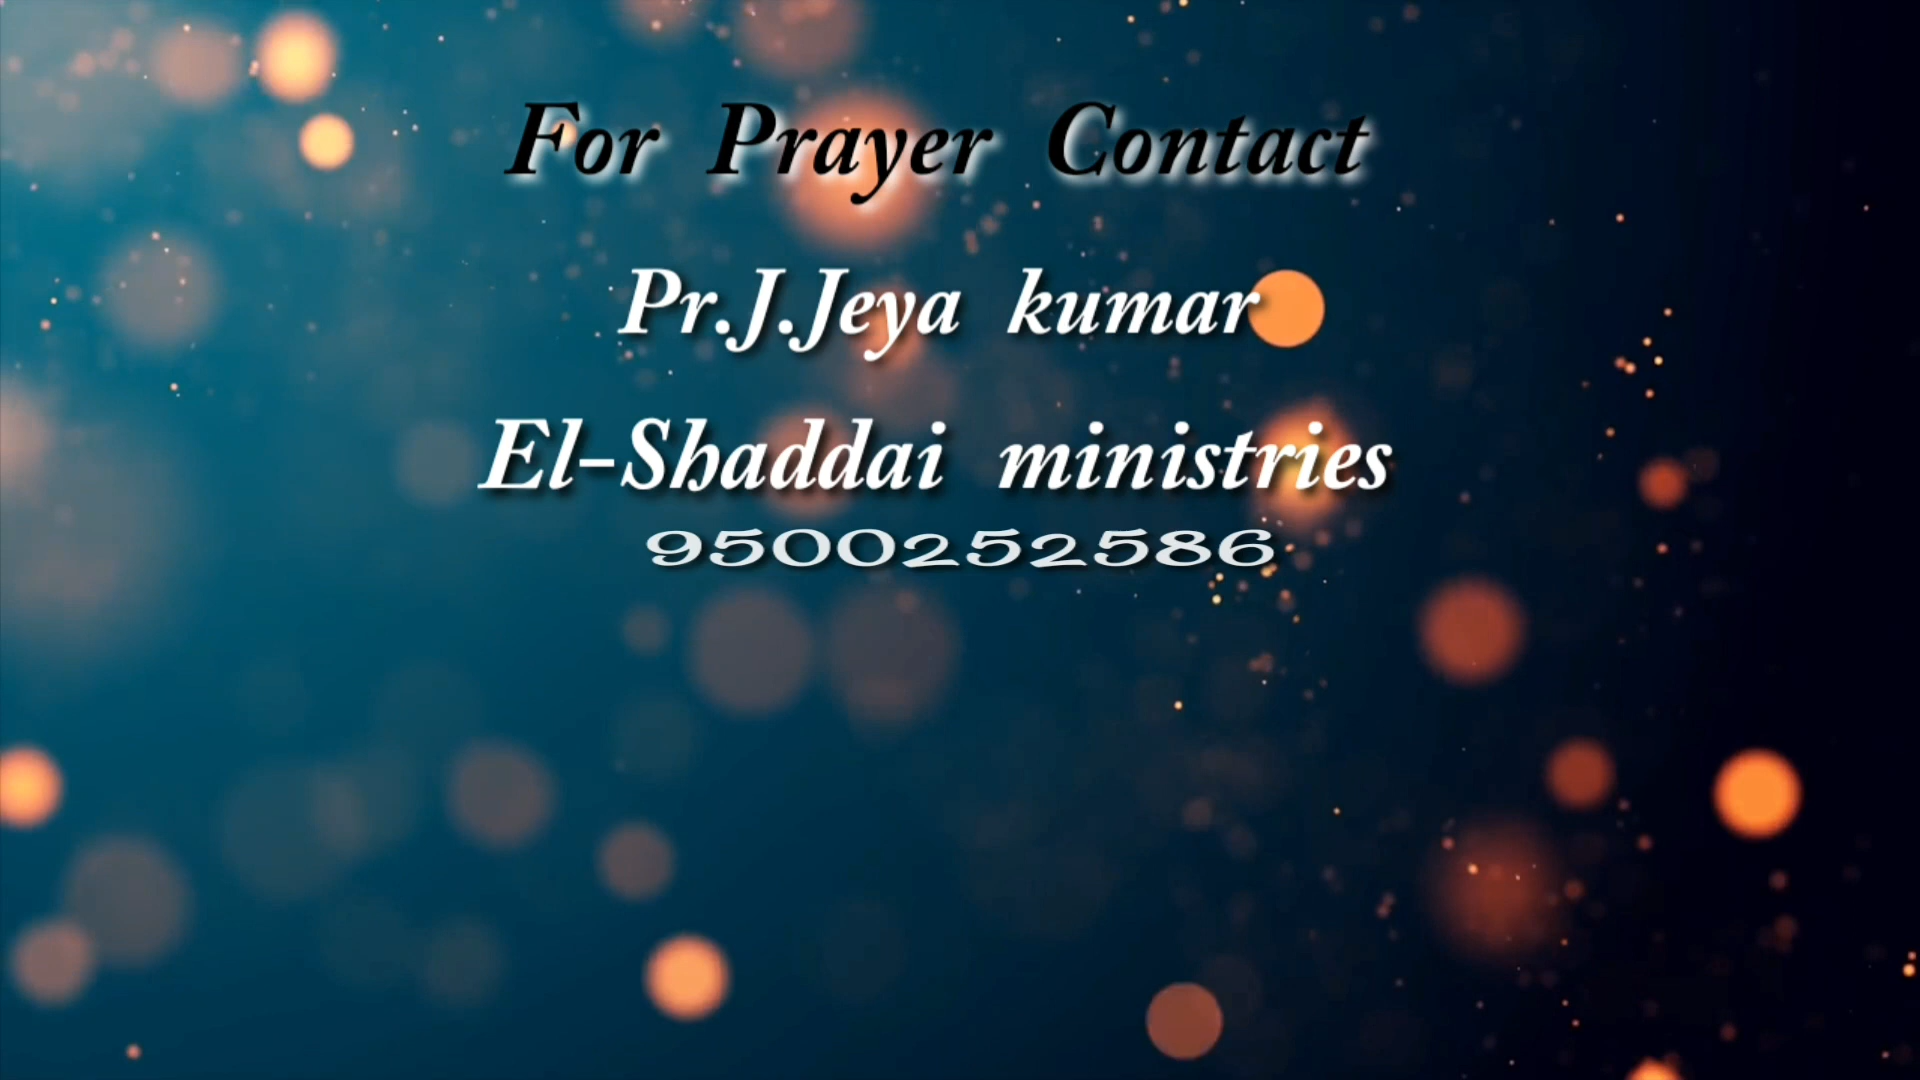 For Prayer Contact
Pr.J.Jeya kumar
El-Shaddai ministries
9500252586